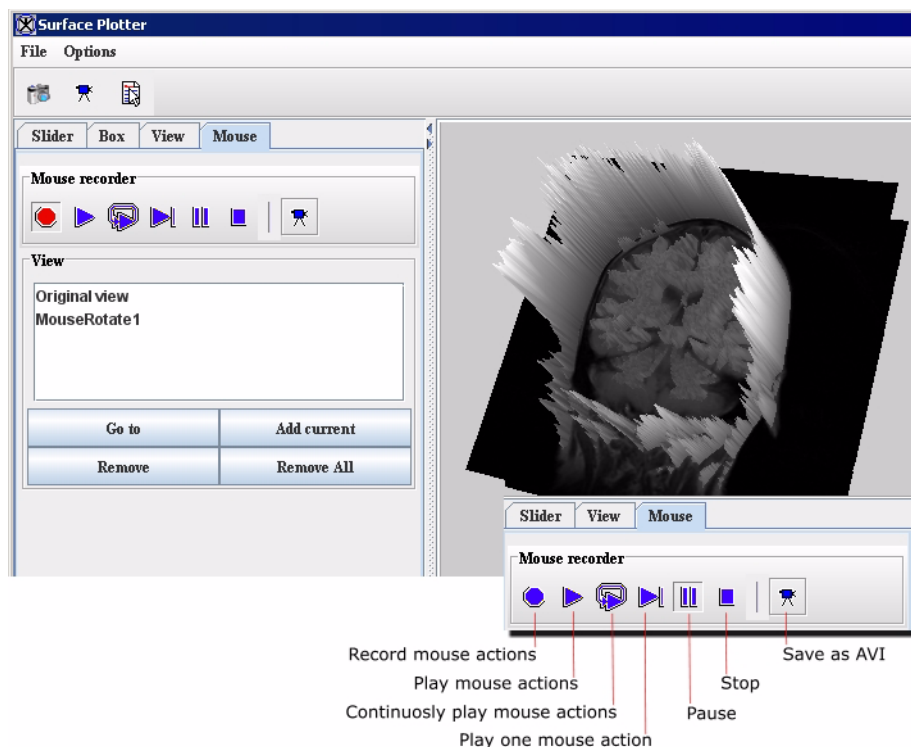 Surface Plotter
File Options
Slider Box View Mouse
Mouse recorder
View
Original view
MouseRotate1
Go to Add current
Remove Remove All
Slider View Mouse
Mouse recorder
Record mouse actions
Save as AVI
Play mouse actions
Stop
Continuosly play mouse actions
Pause
Play one mouse action